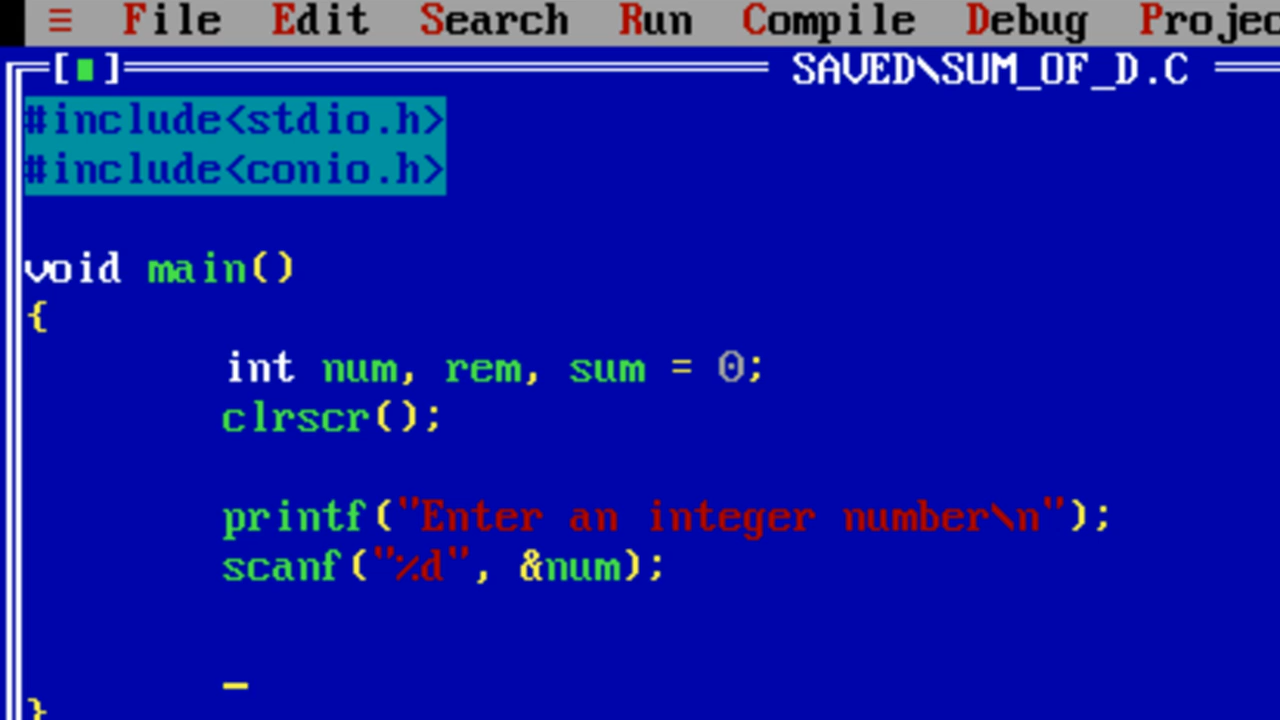 ≡ File Edit Search Run Compile Debug Projec
[■] SAVED\SUM_OF_D.C
#include<stdio.h>
#include<conio.h>
void main()
{
int num, rem, sum = 0;
clrscr();
printf("Enter an integer number\n");
scanf("%d", &num);
_
}